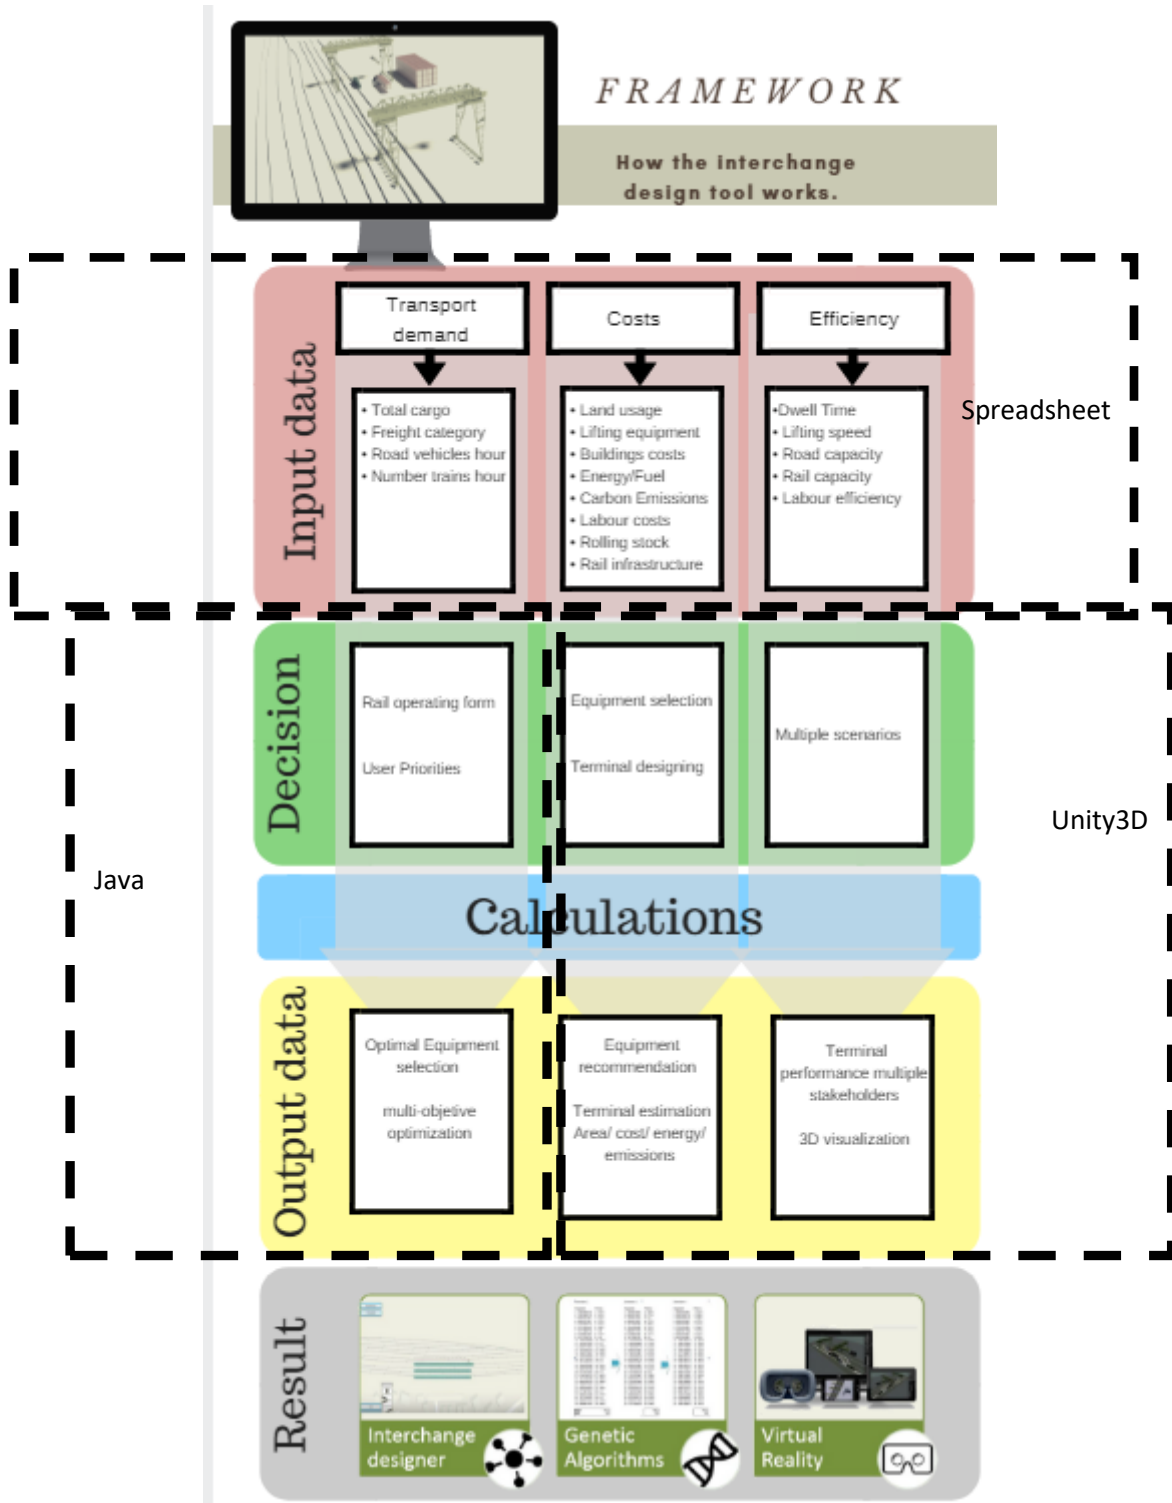 FRAMEWORK
How the interchange
design tool works.
Input data
Transport
demand
Costs
Efficiency
• Total cargo
• Freight category
• Road vehicles hour
• Number trains hour
• Land usage
• Lifting equipment
• Buildings costs
• Energy/Fuel
• Carbon Emissions
• Labour costs
• Rolling stock
• Rail infrastructure
•Dwell Time
• Lifting speed
• Road capacity
• Rail capacity
• Labour efficiency
Spreadsheet
Decision
Rail operating form
User Priorities
Equipment selection
Terminal designing
Multiple scenarios
Unity3D
Java
Calculations
Output data
Optimal Equipment
selection
multi-objetive
optimization
Equipment
recommendation
Terminal estimation
Area/ cost/ energy/
emissions
Terminal
performance multiple
stakeholders
3D visualization
Result
Interchange
designer
Genetic
Algorithms
Virtual
Reality